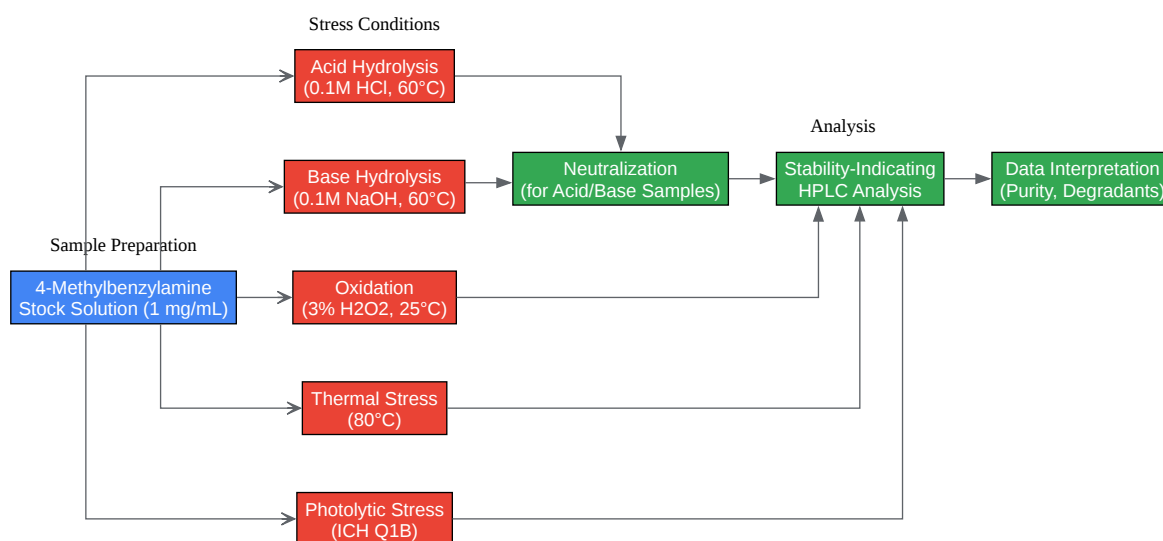 Stress Conditions
Acid Hydrolysis
(0.1M HCl, 60°C)
Analysis
Base Hydrolysis
(0.1M NaOH, 60°C)
Neutralization
(for Acid/Base Samples)
Stability-Indicating
HPLC Analysis
Data Interpretation
(Purity, Degradants)
Sample Preparation
4-Methylbenzylamine
Stock Solution (1 mg/mL)
Oxidation
(3% H2O2, 25°C)
Thermal Stress
(80°C)
Photolytic Stress
(ICH Q1B)